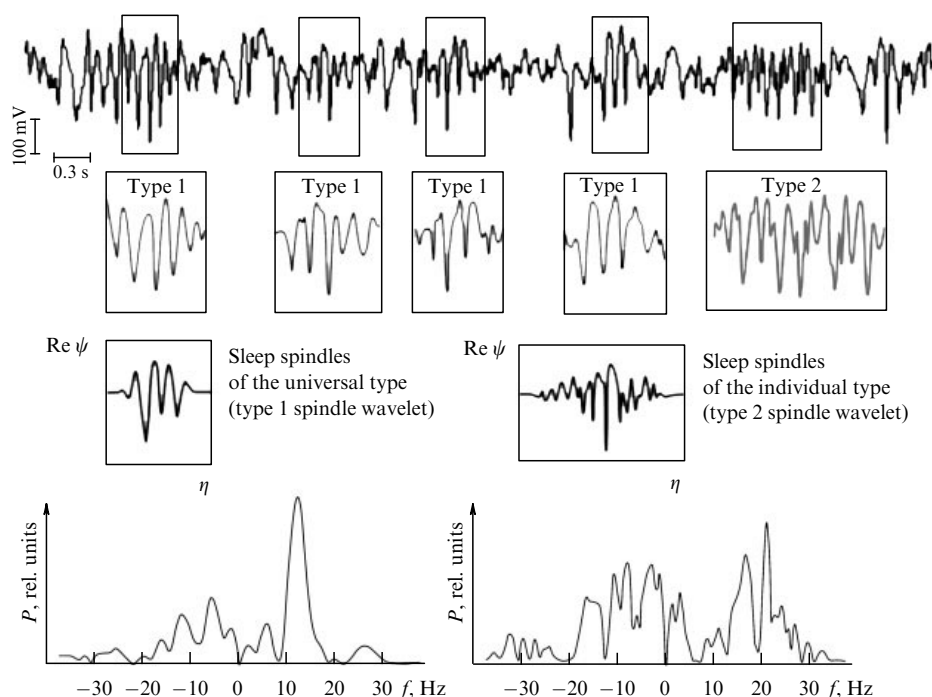 100 mV
0.3 s
Type 1
Type 1
Type 1
Type 1
Type 2
Re ψ
Sleep spindles
of the universal type
(type 1 spindle wavelet)
η
Re ψ
Sleep spindles
of the individual type
(type 2 spindle wavelet)
η
P, rel. units
−30 −20 −10 0 10 20 30 f, Hz
P, rel. units
−30 −20 −10 0 10 20 30 f, Hz